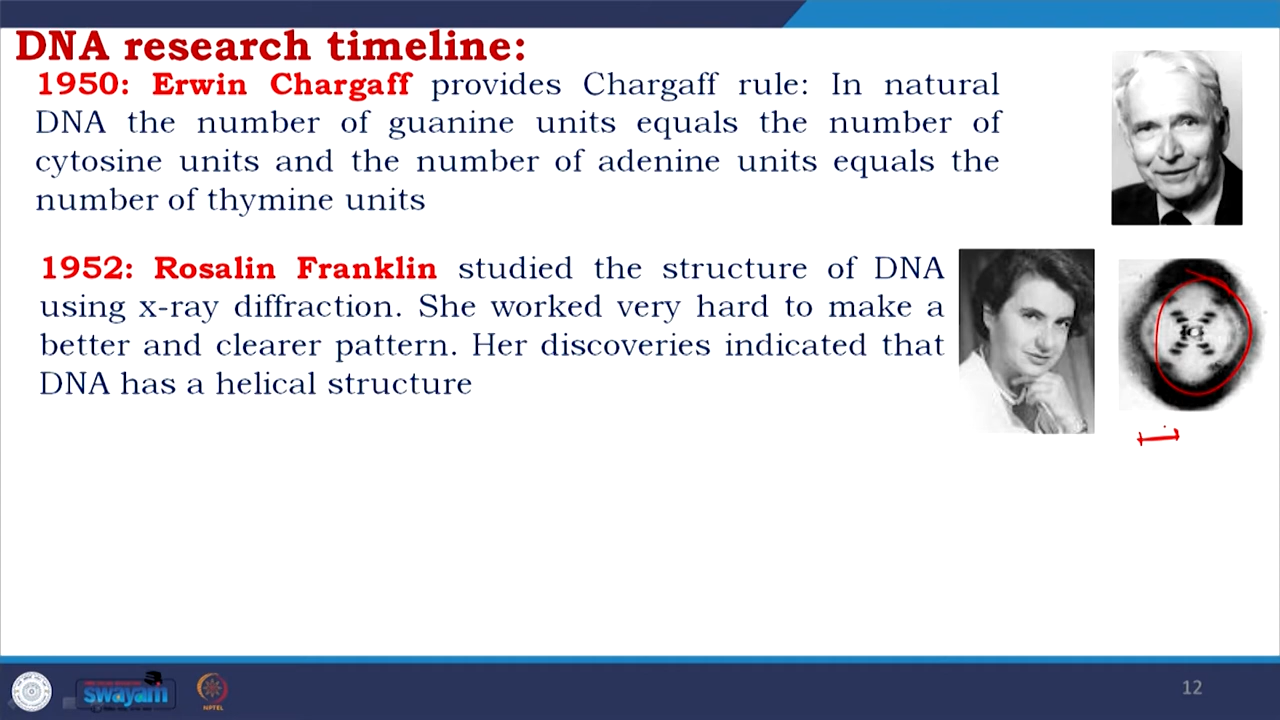 DNA research timeline:
1950: Erwin Chargaff provides Chargaff rule: In natural
DNA the number of guanine units equals the number of
cytosine units and the number of adenine units equals the
number of thymine units
1952: Rosalin Franklin studied the structure of DNA
using x-ray diffraction. She worked very hard to make a
better and clearer pattern. Her discoveries indicated that
DNA has a helical structure
swayam
NPTEL
12